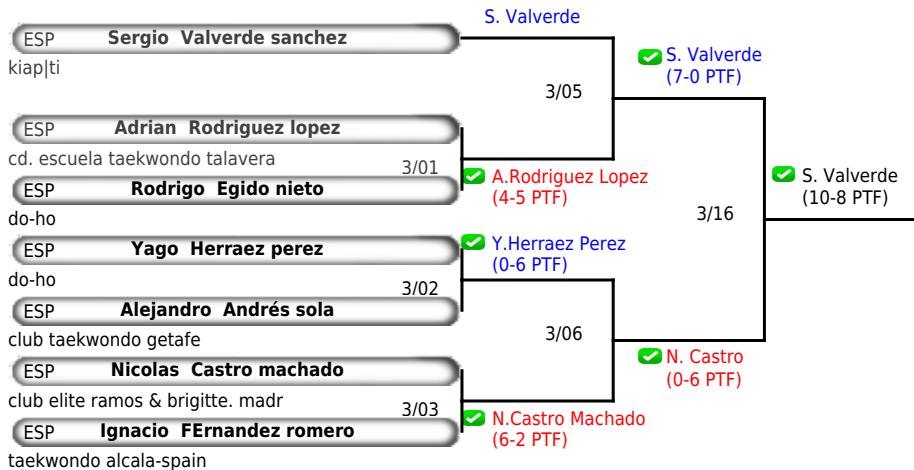 S. Valverde
ESP Sergio Valverde sanchez
kiap|ti
S. Valverde
(7-0 PTF)
3/05
ESP Adrian Rodriguez lopez
cd. escuela taekwondo talavera
3/01
A.Rodriguez Lopez
(4-5 PTF)
ESP Rodrigo Egido nieto
do-ho
S. Valverde
(10-8 PTF)
3/16
ESP Yago Herraez perez
do-ho
Y.Herraez Perez
(0-6 PTF)
3/02
ESP Alejandro Andrés sola
club taekwondo getafe
3/06
N. Castro
(0-6 PTF)
ESP Nicolas Castro machado
club elite ramos & brigitte. madr
3/03
N.Castro Machado
(6-2 PTF)
ESP Ignacio FErnandez romero
taekwondo alcala-spain